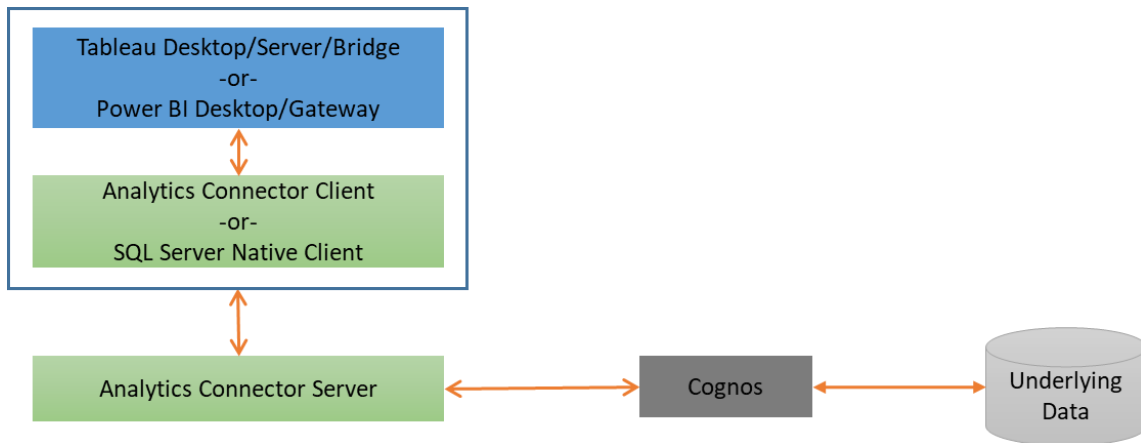 Tableau Desktop/Server/Bridge
-or-
Power BI Desktop/Gateway
Analytics Connector Client
-or-
SQL Server Native Client
Analytics Connector Server
Cognos
Underlying
Data